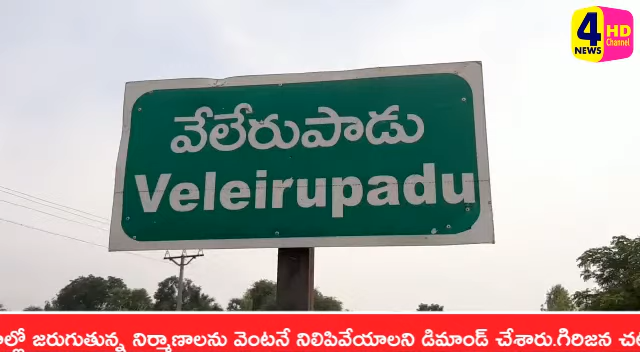 4 HD
NEWS Channel
వేలేరుపాడు
Veleirupadu
జరుగుతున్న నిర్మాణాలను వెంటనే నిలిపివేయాలని డిమాండ్ చేశారు.గిరిజన